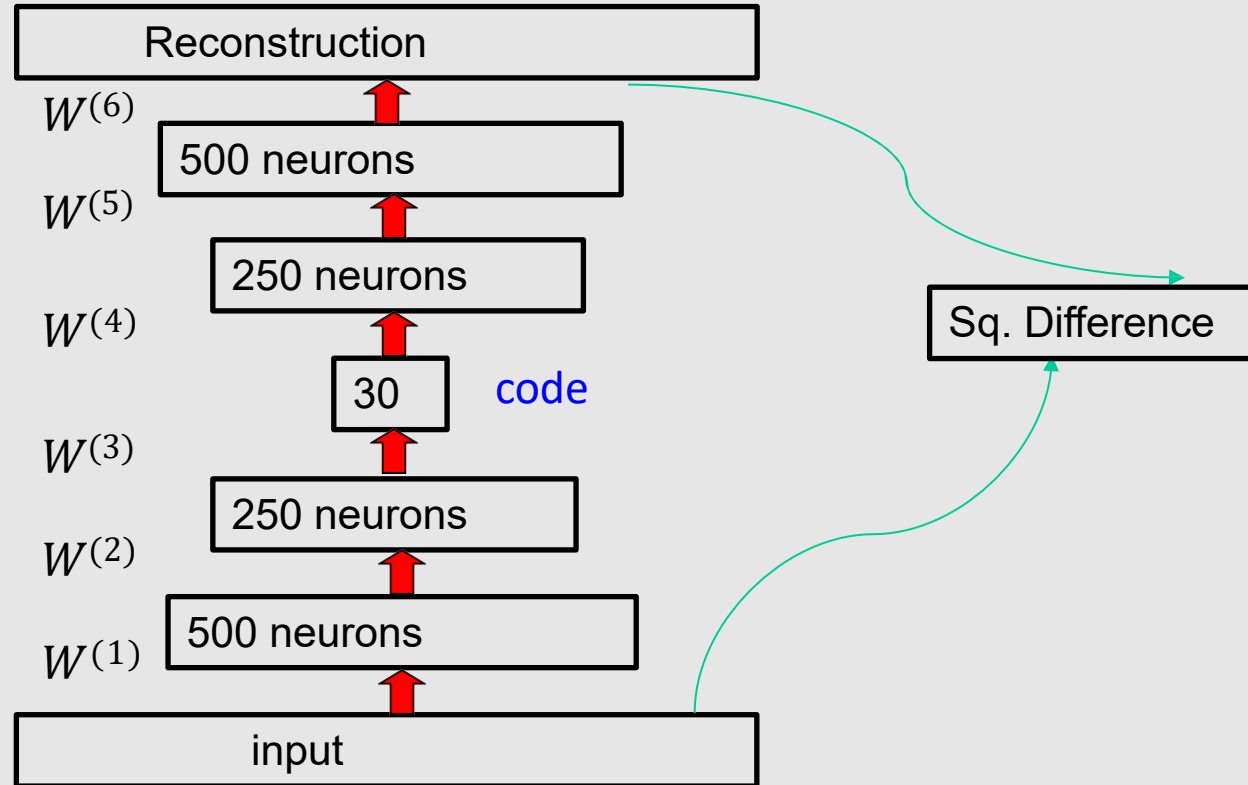 Reconstruction
W^(6)
500 neurons
W^(5)
250 neurons
W^(4)
Sq. Difference
30
code
W^(3)
250 neurons
W^(2)
500 neurons
W^(1)
input